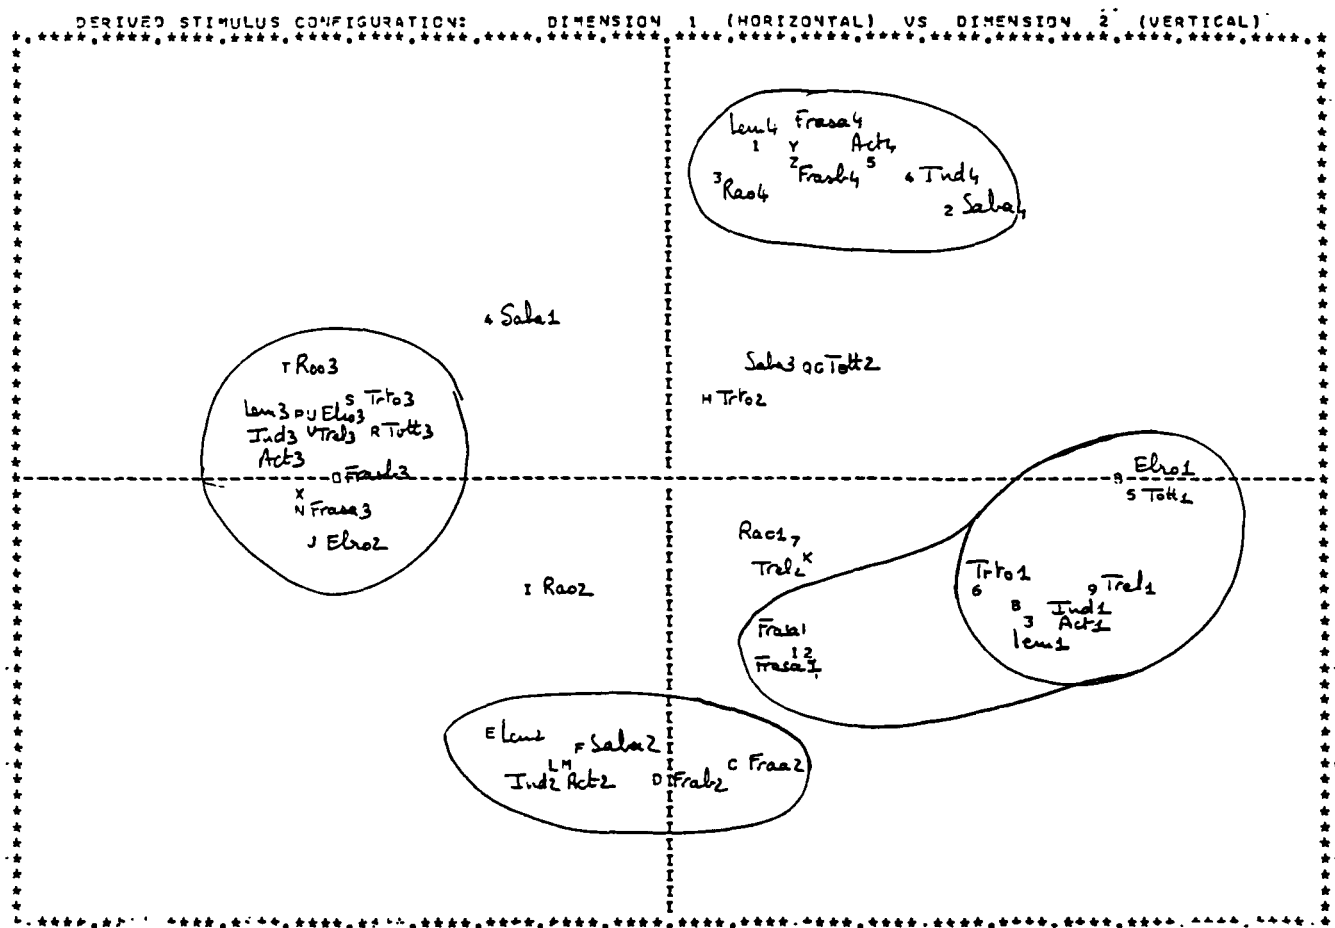 DERIVED STIMULUS CONFIGURATION: DIMENSION 1 (HORIZONTAL) VS DIMENSION 2 (VERTICAL)
Lem4 Frasa4
1 Y Act4
Z Frasb4 5
3 Rao4 4 Ind4
2 Saba4
4 Saba1
T Rao3 Saba3 QG Tott2
S Trto3 H Trto2
Lem3 PU Elro3
Ind3 V Trel3 R Tott3
Act3
O Frasb3 Elro1
X 5 Tott1
N Frasa3
J Elro2 Rao1 7
Trel2 K
Trto1
6 9 Trel1
I Rao2 8 Ind1
3 Act1
Lem1
Frasa1
1 2
Frasa1
E Lem2 F Saba2
L M C Fraa2
Ind2 Act2 D Frab2